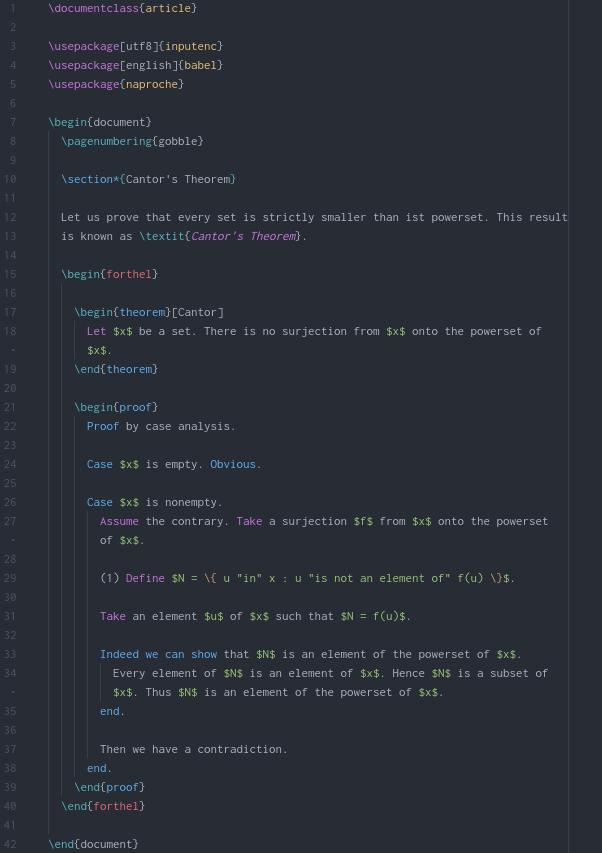 1 \documentclass{article}
2
3 \usepackage[utf8]{inputenc}
4 \usepackage[english]{babel}
5 \usepackage{naproche}
6
7 \begin{document}
8 \pagenumbering{gobble}
9
10 \section*{Cantor's Theorem}
11
12 Let us prove that every set is strictly smaller than ist powerset. This result
13 is known as \textit{Cantor's Theorem}.
14
15 \begin{forthel}
16
17 \begin{theorem}[Cantor]
18 Let $x$ be a set. There is no surjection from $x$ onto the powerset of
· $x$.
19 \end{theorem}
20
21 \begin{proof}
22 Proof by case analysis.
23
24 Case $x$ is empty. Obvious.
25
26 Case $x$ is nonempty.
27 Assume the contrary. Take a surjection $f$ from $x$ onto the powerset
· of $x$.
28
29 (1) Define $N = \{ u "in" x : u "is not an element of" f(u) \}$.
30
31 Take an element $u$ of $x$ such that $N = f(u)$.
32
33 Indeed we can show that $N$ is an element of the powerset of $x$.
34 Every element of $N$ is an element of $x$. Hence $N$ is a subset of
· $x$. Thus $N$ is an element of the powerset of $x$.
35 end.
36
37 Then we have a contradiction.
38 end.
39 \end{proof}
40 \end{forthel}
41
42 \end{document}